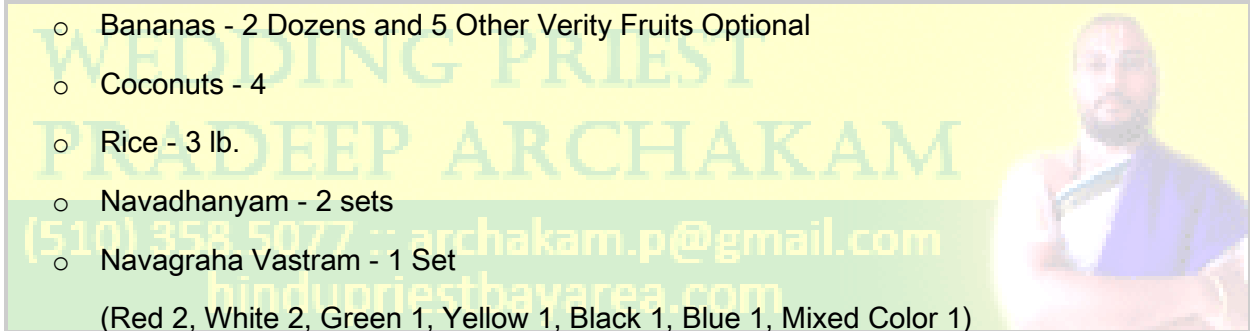 o Bananas - 2 Dozens and 5 Other Verity Fruits Optional
WEDDING PRIEST
o Coconuts - 4
o Rice - 3 lb.
PRADEEP ARCHAKAM
o Navadhanyam - 2 sets
(510) 358 5077 :: archakam.p@gmail.com
o Navagraha Vastram - 1 Set
hindupriestbayarea.com
(Red 2, White 2, Green 1, Yellow 1, Black 1, Blue 1, Mixed Color 1)